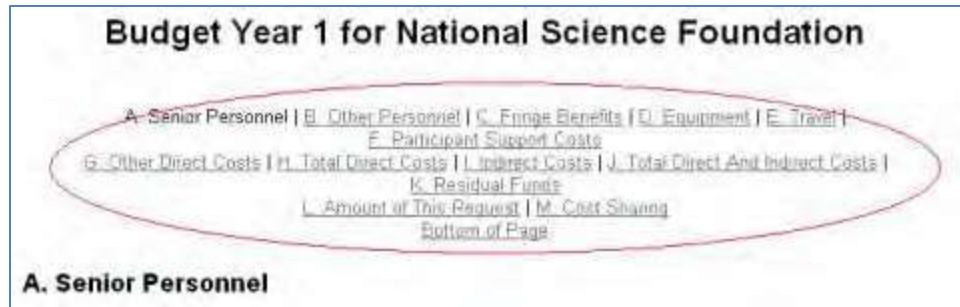 Budget Year 1 for National Science Foundation
A. Senior Personnel | B. Other Personnel | C. Fringe Benefits | D. Equipment | E. Travel |
F. Participant Support Costs
G. Other Direct Costs | H. Total Direct Costs | I. Indirect Costs | J. Total Direct And Indirect Costs |
K. Residual Funds
L. Amount of This Request | M. Cost Sharing
Bottom of Page
A. Senior Personnel